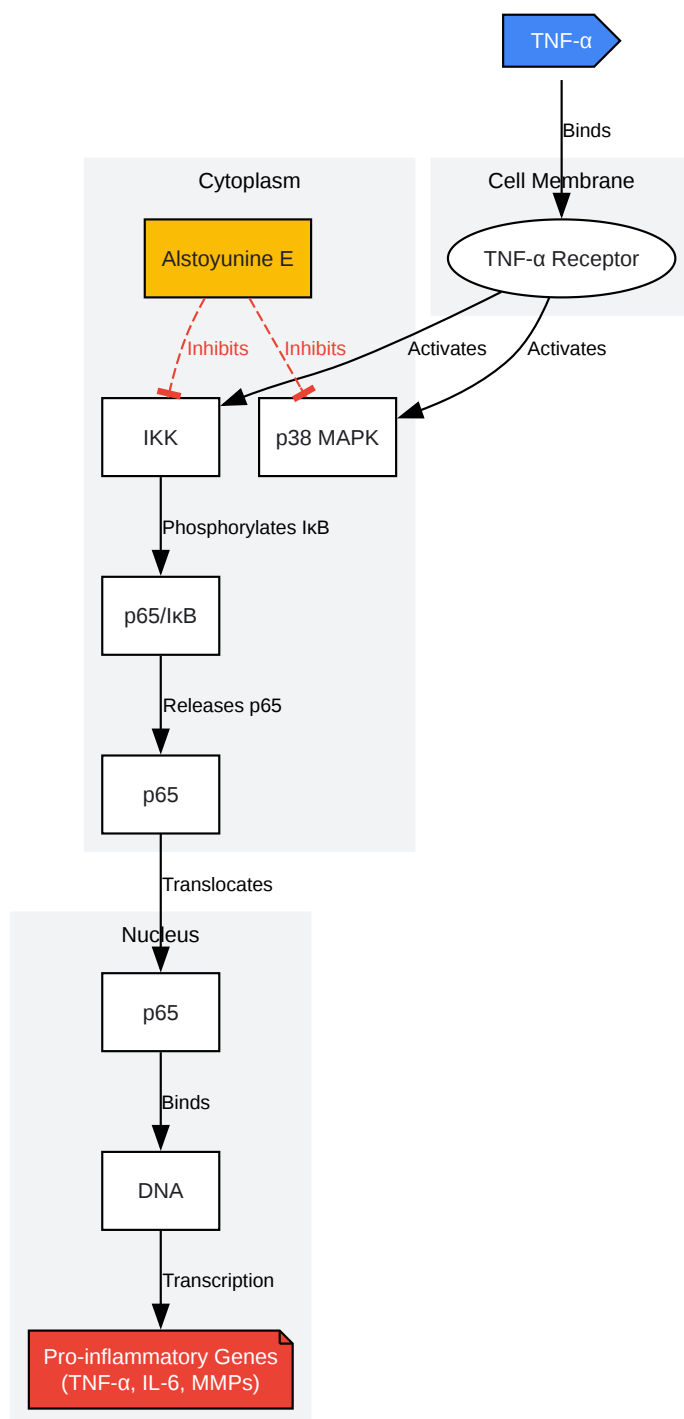 TNF-α
Binds
Cytoplasm
Cell Membrane
Alstoyunine E
TNF-α Receptor
Inhibits
Inhibits
Activates
Activates
IKK
p38 MAPK
Phosphorylates IκB
p65/IκB
Releases p65
p65
Translocates
Nucleus
p65
Binds
DNA
Transcription
Pro-inflammatory Genes
(TNF-α, IL-6, MMPs)